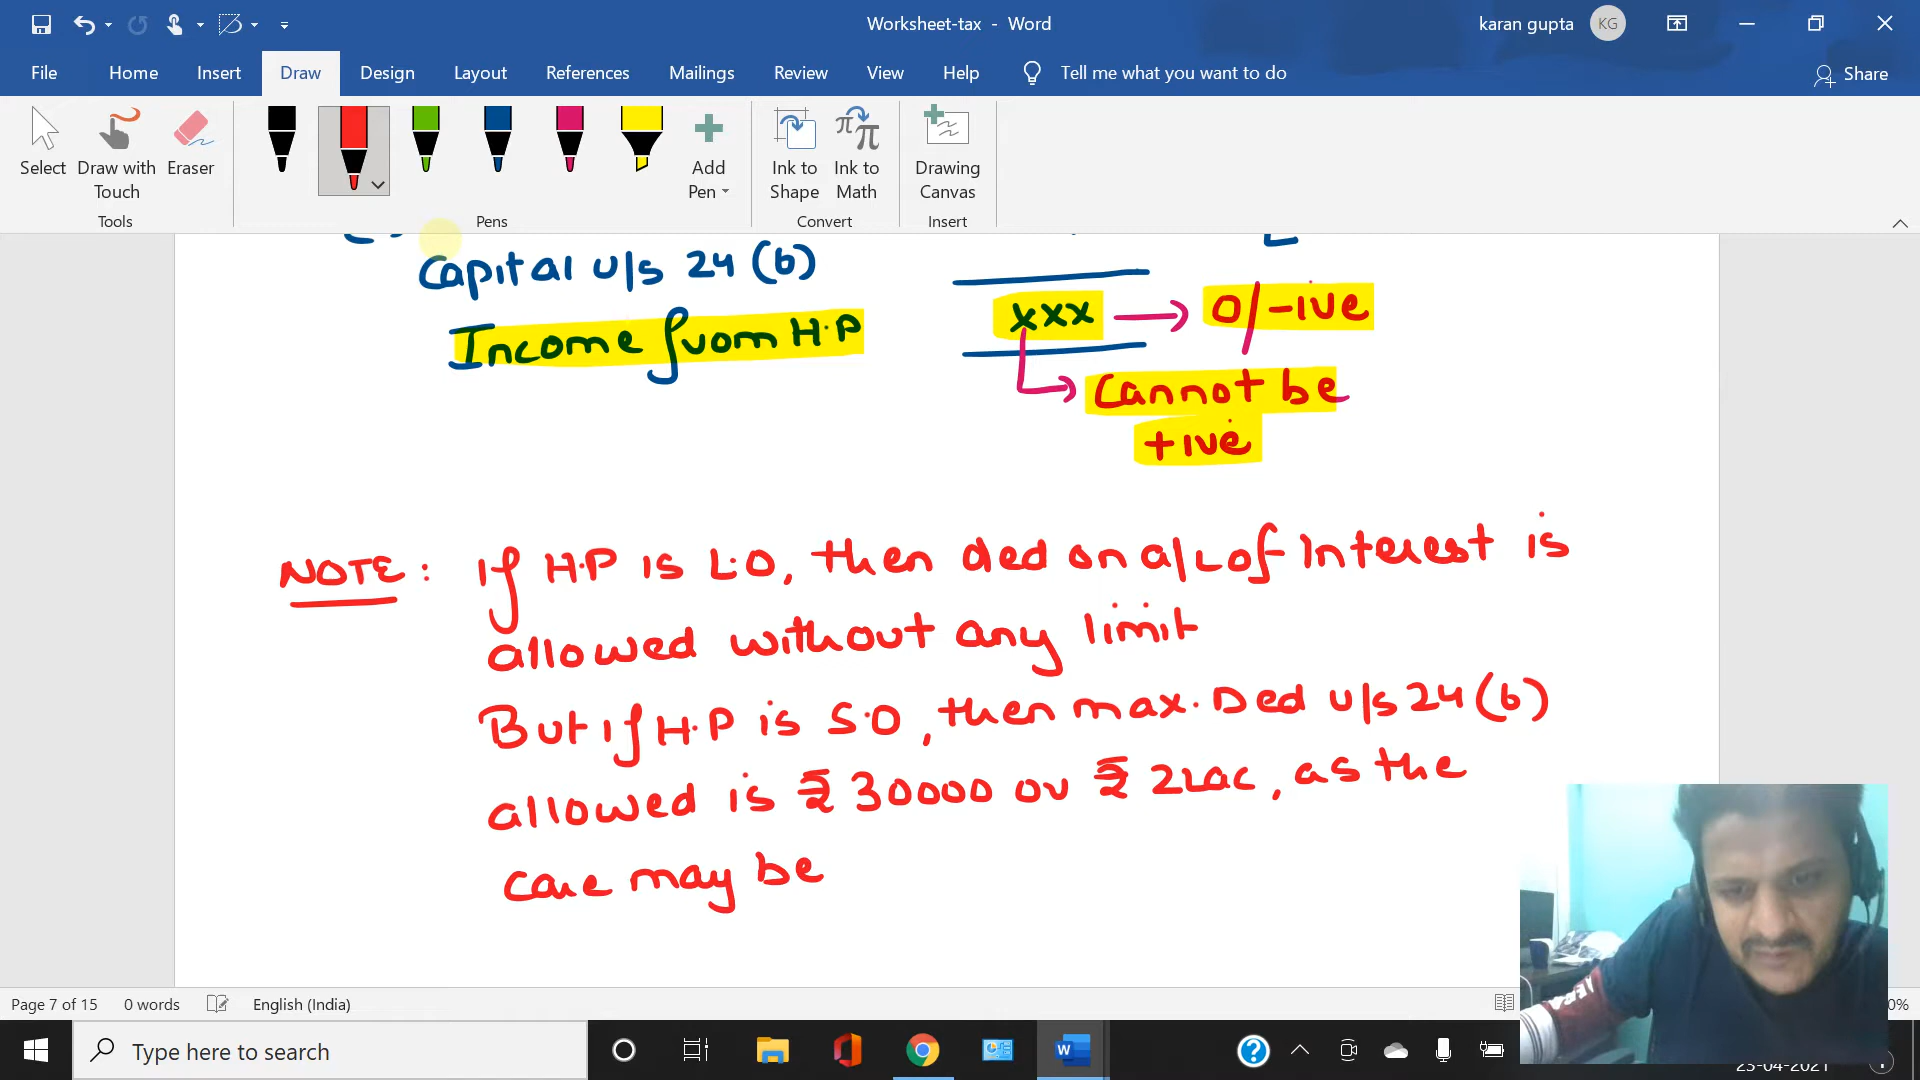 Worksheet-tax - Word
karan gupta
KG
File Home Insert Draw Design Layout References Mailings Review View Help Tell me what you want to do Share
Select Draw with Touch Eraser
Add Pen
Ink to Shape Ink to Math
Drawing Canvas
Tools Pens Convert Insert
Capital u/s 24 (b)
xxx → 0/-ive
Income from H.P
Cannot be
+ive
NOTE: If H.P is L.O, then ded on a/c of Interest is
allowed without any limit
But if H.P is S.O, then max. Ded u/s 24 (b)
allowed is ₹ 30000 or ₹ 2 Lac, as the
case may be
Page 7 of 15 0 words English (India)
0%
Type here to search